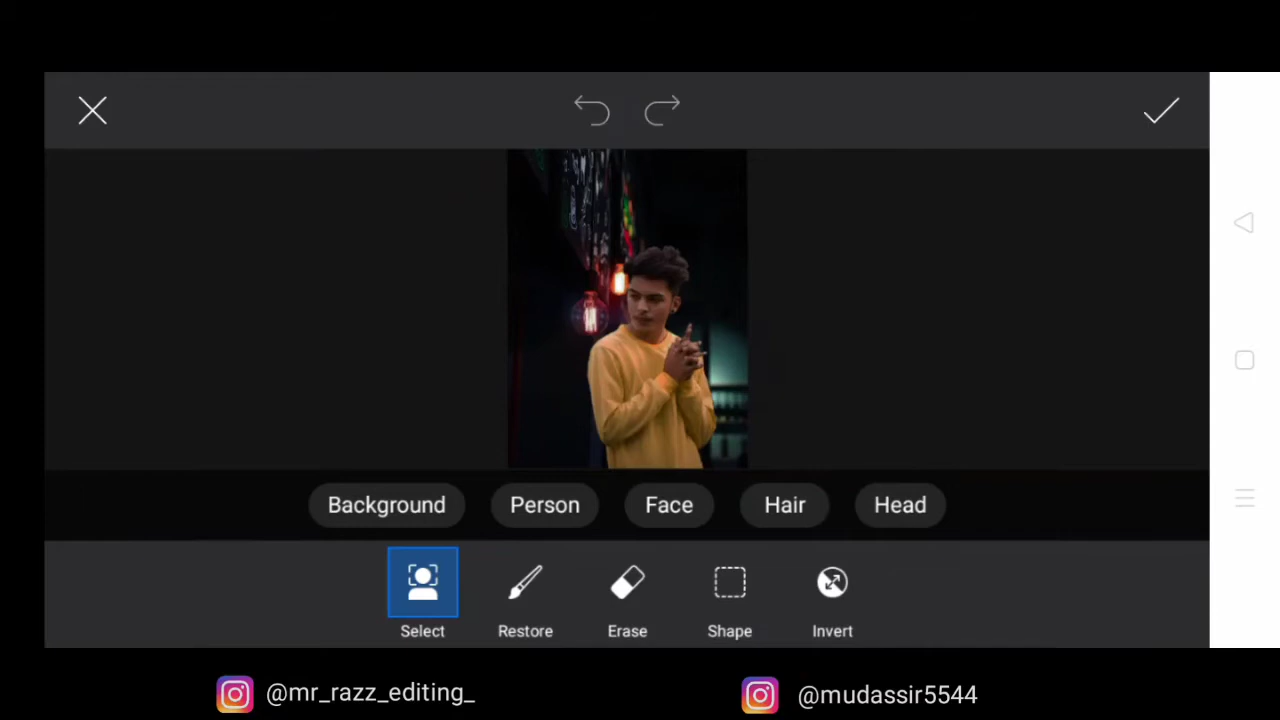 Background Person Face Hair Head
Select Restore Erase Shape Invert
@mr_razz_editing_ @mudassir5544